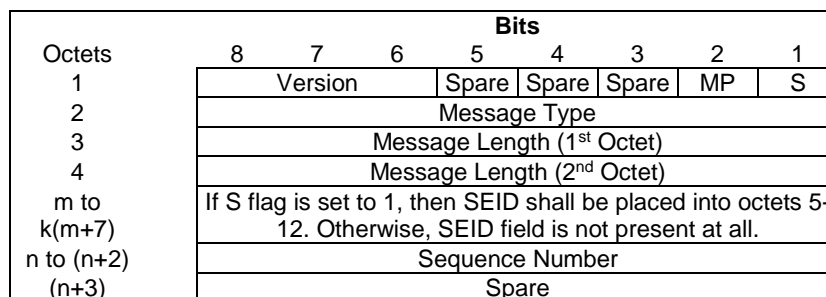 Bits
Octets 8 7 6 5 4 3 2 1
1 Version Spare Spare Spare MP S
2 Message Type
3 Message Length (1st Octet)
4 Message Length (2nd Octet)
m to k(m+7) If S flag is set to 1, then SEID shall be placed into octets 5-
12. Otherwise, SEID field is not present at all.
n to (n+2) Sequence Number
(n+3) Spare